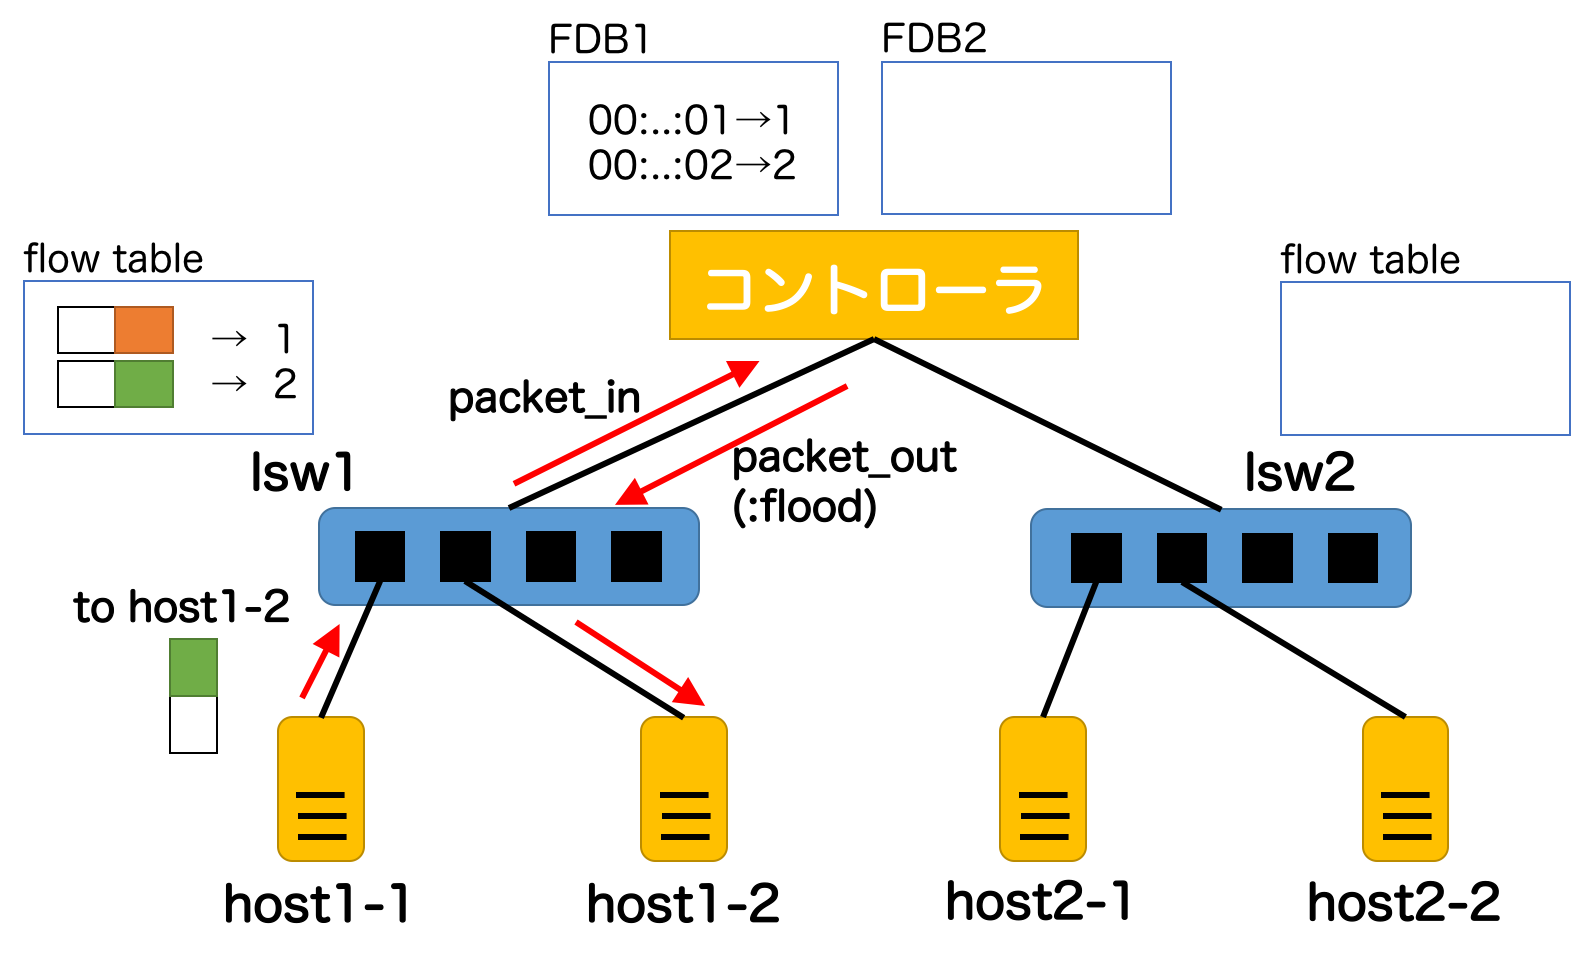 FDB1
FDB2
00:..:01→1
00:..:02→2
flow table
→ 1
→ 2
コントローラ
flow table
packet_in
packet_out
(:flood)
lsw1
lsw2
to host1-2
host1-1
host1-2
host2-1
host2-2